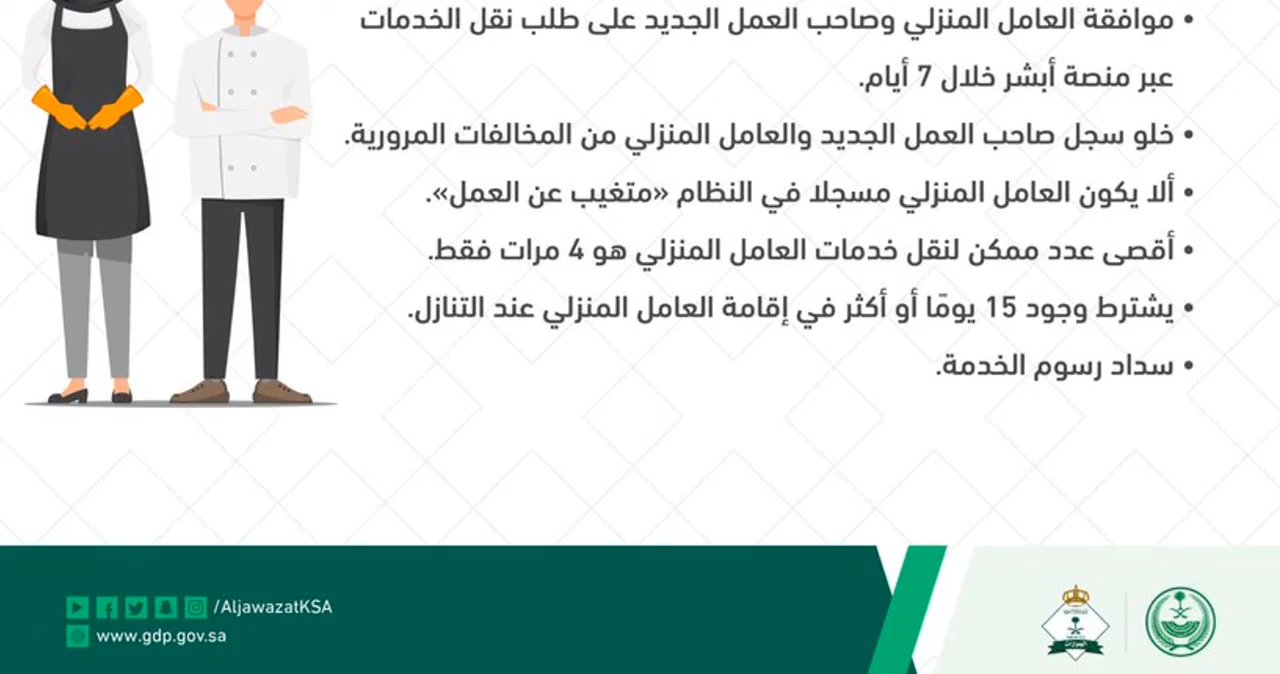 • موافقة العامل المنزلي وصاحب العمل الجديد على طلب نقل الخدمات
عبر منصة أبشر خلال 7 أيام.
• خلو سجل صاحب العمل الجديد والعامل المنزلي من المخالفات المرورية.
• ألا يكون العامل المنزلي مسجلا في النظام «متغيب عن العمل».
• أقصى عدد ممكن لنقل خدمات العامل المنزلي هو 4 مرات فقط.
• يشترط وجود 15 يومًا أو أكثر في إقامة العامل المنزلي عند التنازل.
• سداد رسوم الخدمة.
/AljawazatKSA
www.gdp.gov.sa
الجوازات